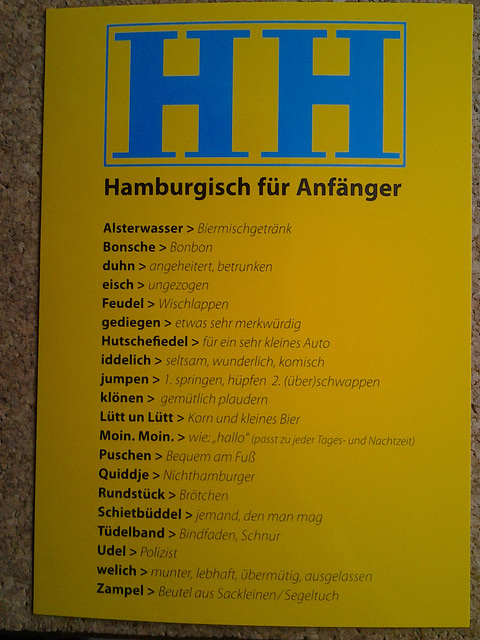 HH
Hamburgisch für Anfänger
Alsterwasser > Biermischgetränk
Bonsche > Bonbon
duhn > angeheitert, betrunken
eisch > ungezogen
Feudel > Wischlappen
gediegen > etwas sehr merkwürdig
Hutschefiedel > für ein sehr kleines Auto
iddelich > seltsam, wunderlich, komisch
jumpen > 1. springen, hüpfen 2. (über)schwappen
klönen > gemütlich plaudern
Lütt un Lütt > Korn und kleines Bier
Moin. Moin. > wie: „hallo" (passt zu jeder Tages- und Nachtzeit)
Puschen > Bequem am Fuß
Quiddje > Nichthamburger
Rundstück > Brötchen
Schietbüddel > jemand, den man mag
Tüdelband > Bindfaden, Schnur
Udel > Polizist
welich > munter, lebhaft, übermütig, ausgelassen
Zampel > Beutel aus Sackleinen / Segeltuch